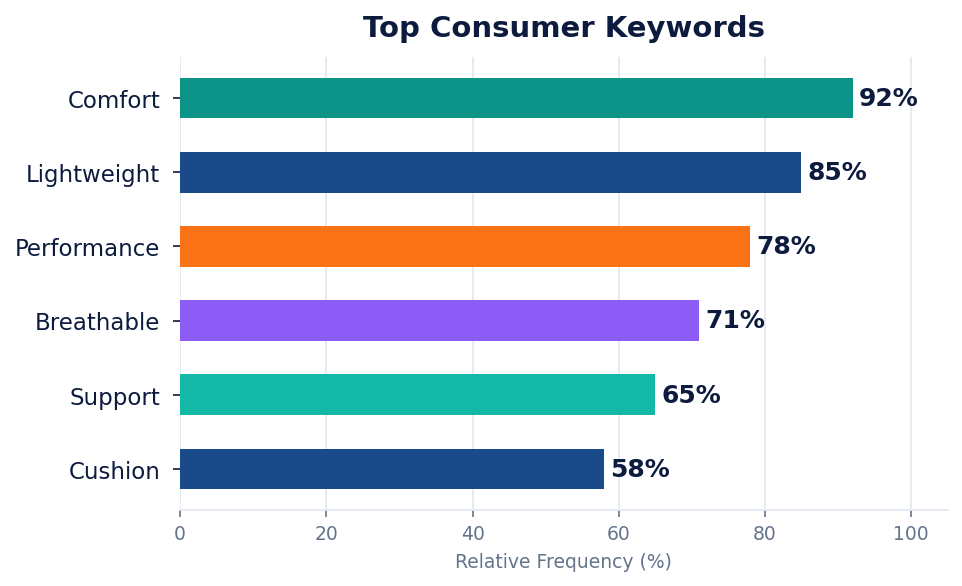 Top Consumer Keywords
Comfort 92%
Lightweight 85%
Performance 78%
Breathable 71%
Support 65%
Cushion 58%
0 20 40 60 80 100
Relative Frequency (%)